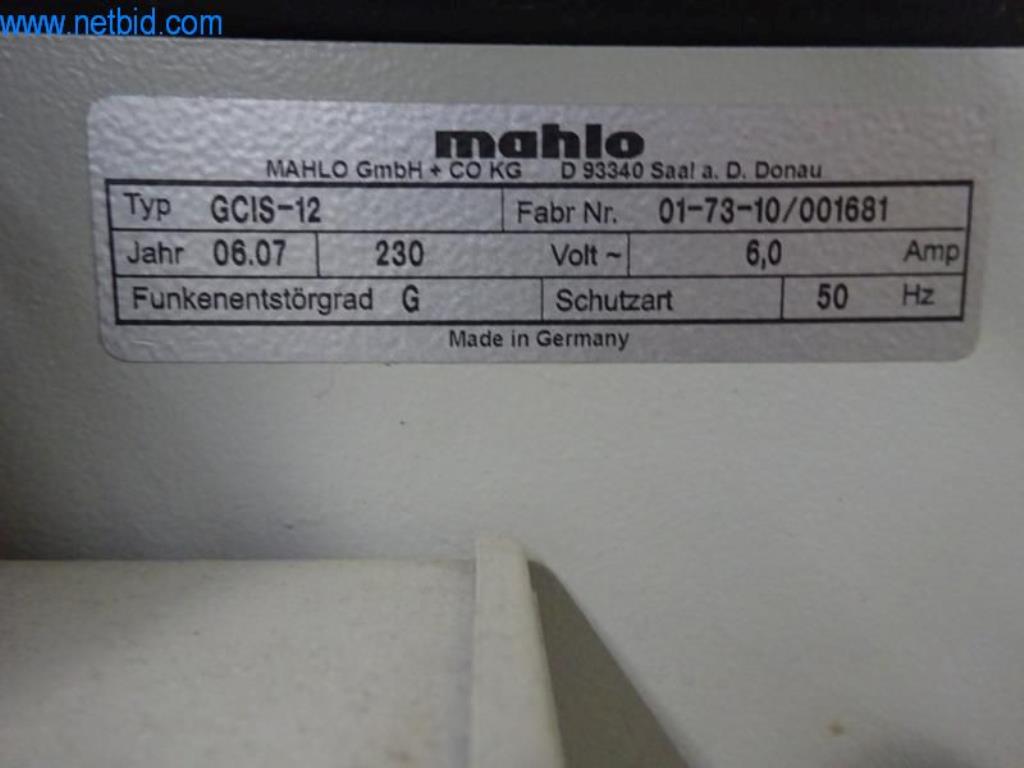 www.netbid.com
mahlo
MAHLO GmbH + CO KG D 93340 Saal a. D. Donau
Typ GCIS-12 Fabr Nr. 01-73-10/001681
Jahr 06.07 230 Volt ~ 6,0 Amp
Funkenentstörgrad G Schutzart 50 Hz
Made in Germany